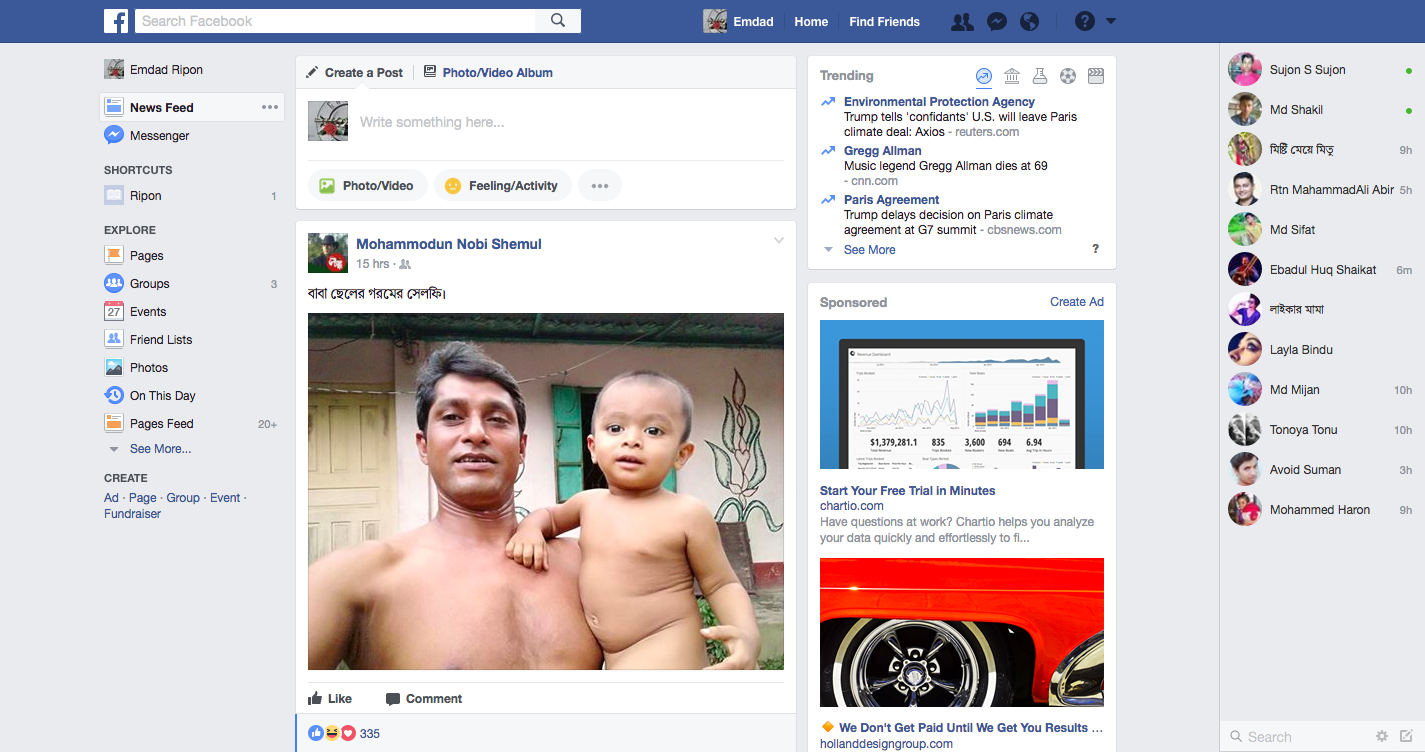 Search Facebook
Emdad
Home
Find Friends
Emdad Ripon
News Feed
Messenger
SHORTCUTS
Ripon 1
EXPLORE
Pages
Groups 3
27 Events
Friend Lists
Photos
On This Day
Pages Feed 20+
See More...
CREATE
Ad · Page · Group · Event ·
Fundraiser
Create a Post
Photo/Video Album
Write something here...
Photo/Video
Feeling/Activity
Mohammodun Nobi Shemul
15 hrs ·
বাবা ছেলের গরমের সেলফি।
Like
Comment
335
Trending
Environmental Protection Agency
Trump tells 'confidants' U.S. will leave Paris
climate deal: Axios - reuters.com
Gregg Allman
Music legend Gregg Allman dies at 69
- cnn.com
Paris Agreement
Trump delays decision on Paris climate
agreement at G7 summit - cbsnews.com
See More
?
Sponsored
Create Ad
Revenue Dashboard
$1,379,281.1
835
3,600
694
6.94
Start Your Free Trial in Minutes
chartio.com
Have questions at work? Chartio helps you analyze
your data quickly and effortlessly to fi...
We Don't Get Paid Until We Get You Results ...
hollanddesigngroup.com
Sujon S Sujon
Md Shakil
মিষ্টি মেয়ে মিতু 9h
Rtn MahammadAli Abir 5h
Md Sifat
Ebadul Huq Shaikat 6m
লাইকার মামা
Layla Bindu
Md Mijan 10h
Tonoya Tonu 10h
Avoid Suman 3h
Mohammed Haron 9h
Search